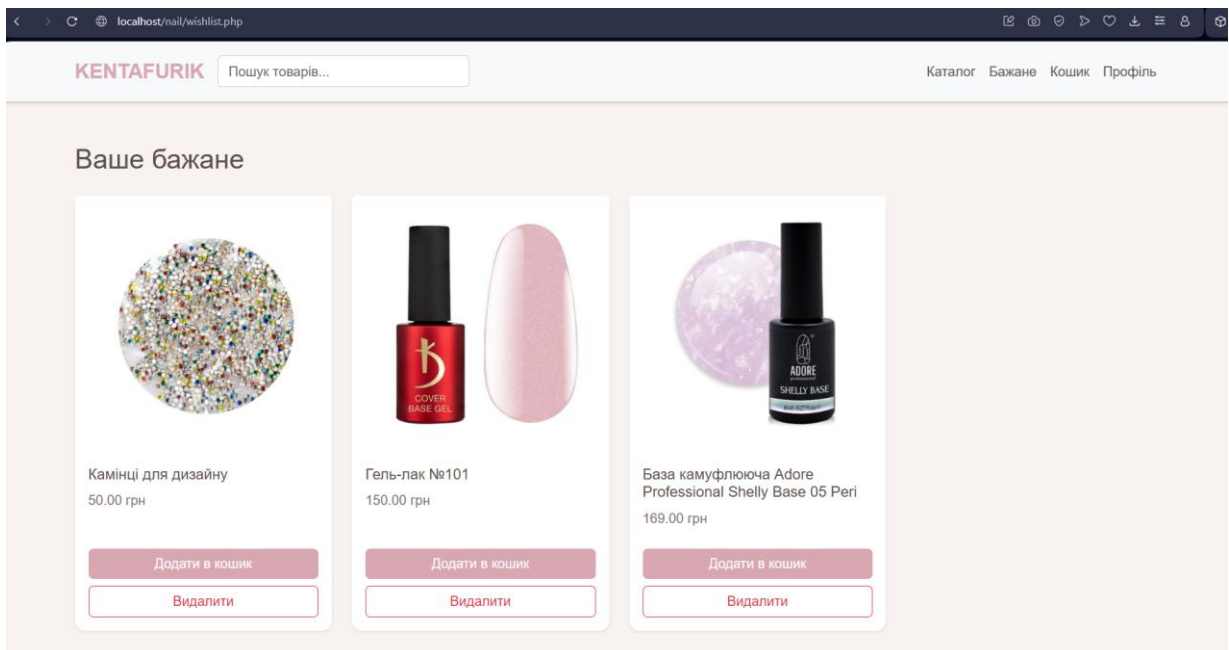 localhost/nail/wishlist.php
KENTAFURIK
Пошук товарів...
Каталог Бажане Кошик Профіль
Ваше бажане
COVER
BASE GEL
ADORE
professional
SHELLY BASE
Камінці для дизайну
50.00 грн
Додати в кошик
Видалити
Гель-лак №101
150.00 грн
Додати в кошик
Видалити
База камуфлююча Adore
Professional Shelly Base 05 Peri
169.00 грн
Додати в кошик
Видалити